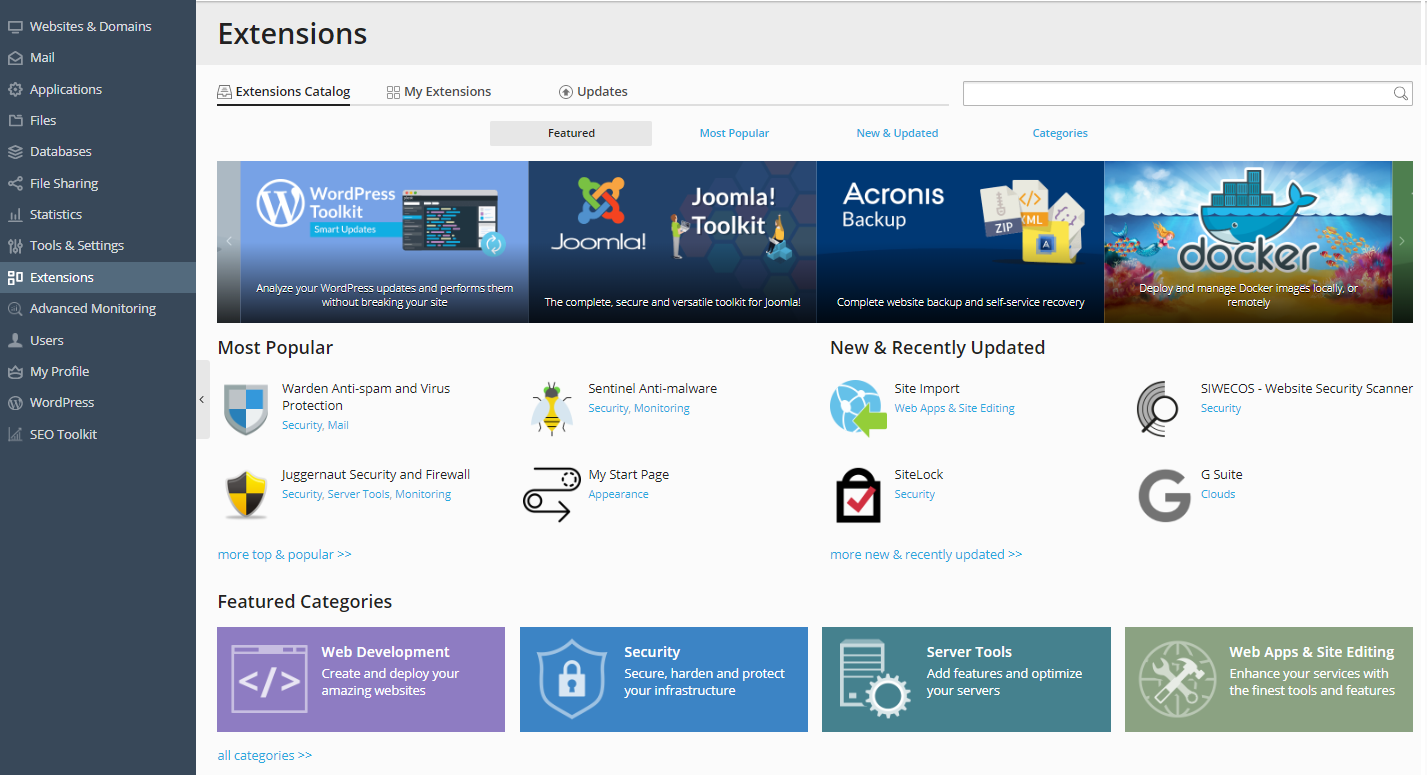 Websites & Domains
Mail
Applications
Files
Databases
File Sharing
Statistics
Tools & Settings
Extensions
Advanced Monitoring
Users
My Profile
WordPress
SEO Toolkit
Extensions
Extensions Catalog
My Extensions
Updates
Featured
Most Popular
New & Updated
Categories
WordPress
Toolkit
Smart Updates
Analyze your WordPress updates and performs them
without breaking your site
Joomla!
Joomla!
Toolkit
The complete, secure and versatile toolkit for Joomla!
Acronis
Backup
ZIP
XML
A
Complete website backup and self-service recovery
docker
Deploy and manage Docker images locally, or
remotely
Most Popular
Warden Anti-spam and Virus
Protection
Security, Mail
Sentinel Anti-malware
Security, Monitoring
Juggernaut Security and Firewall
Security, Server Tools, Monitoring
My Start Page
Appearance
more top & popular >>
New & Recently Updated
Site Import
Web Apps & Site Editing
SIWECOS - Website Security Scanner
Security
SiteLock
Security
G
G Suite
Clouds
more new & recently updated >>
Featured Categories
</>
Web Development
Create and deploy your
amazing websites
Security
Secure, harden and protect
your infrastructure
Server Tools
Add features and optimize
your servers
Web Apps & Site Editing
Enhance your services with
the finest tools and features
all categories >>